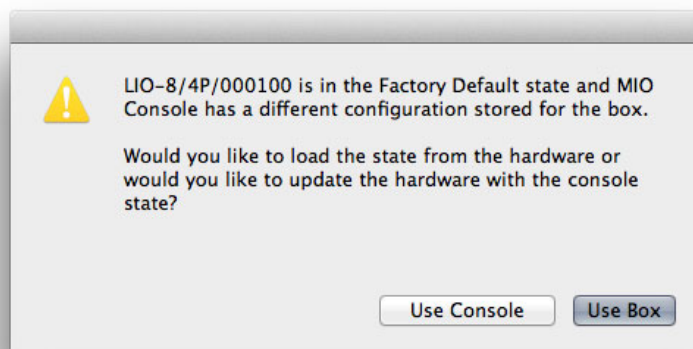 LIO-8/4P/000100 is in the Factory Default state and MIO
Console has a different configuration stored for the box.
Would you like to load the state from the hardware or
would you like to update the hardware with the console
state?
Use Console
Use Box